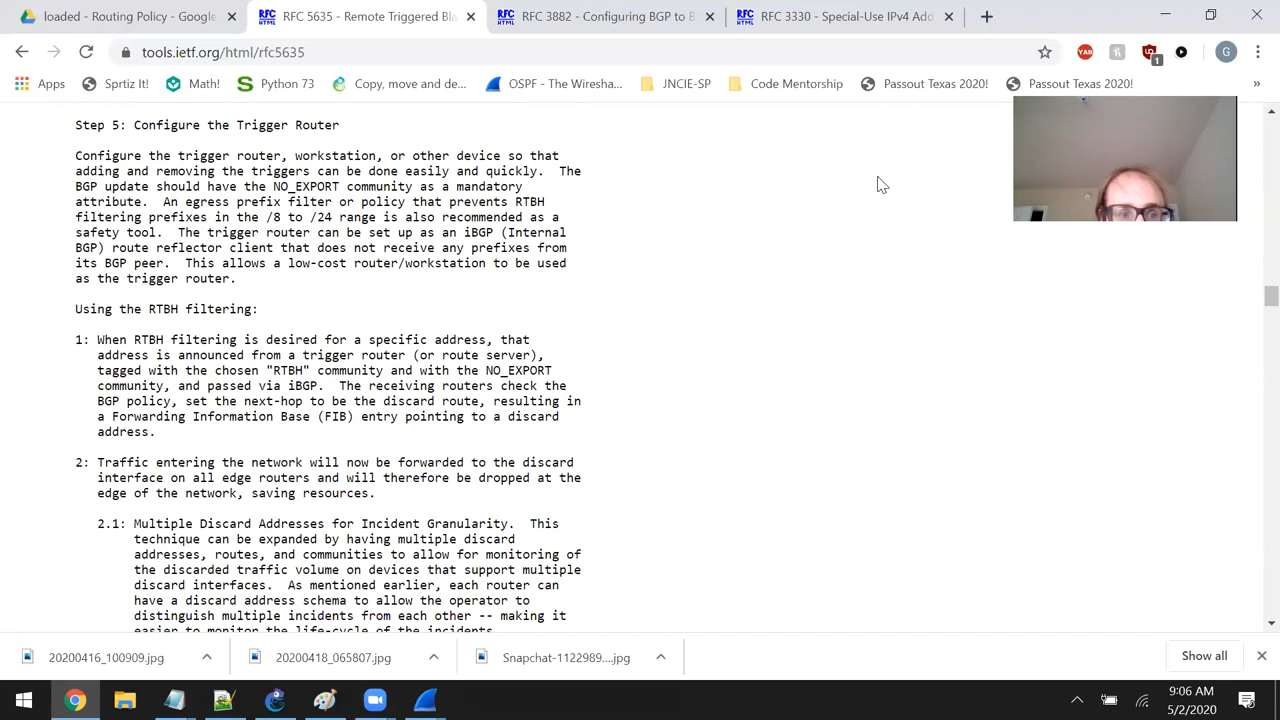 loaded - Routing Policy - Google
RFC 5635 - Remote Triggered Bla
RFC 3882 - Configuring BGP to
RFC 3330 - Special-Use IPv4 Ad
tools.ietf.org/html/rfc5635
YAB
1
G
Apps
Sprtiz It!
Math!
Python 73
Copy, move and de...
OSPF - The Wiresha...
JNCIE-SP
Code Mentorship
Passout Texas 2020!
Passout Texas 2020!
»
Step 5: Configure the Trigger Router
Configure the trigger router, workstation, or other device so that
adding and removing the triggers can be done easily and quickly. The
BGP update should have the NO_EXPORT community as a mandatory
attribute. An egress prefix filter or policy that prevents RTBH
filtering prefixes in the /8 to /24 range is also recommended as a
safety tool. The trigger router can be set up as an iBGP (Internal
BGP) route reflector client that does not receive any prefixes from
its BGP peer. This allows a low-cost router/workstation to be used
as the trigger router.
Using the RTBH filtering:
1: When RTBH filtering is desired for a specific address, that
address is announced from a trigger router (or route server),
tagged with the chosen "RTBH" community and with the NO_EXPORT
community, and passed via iBGP. The receiving routers check the
BGP policy, set the next-hop to be the discard route, resulting in
a Forwarding Information Base (FIB) entry pointing to a discard
address.
2: Traffic entering the network will now be forwarded to the discard
interface on all edge routers and will therefore be dropped at the
edge of the network, saving resources.
2.1: Multiple Discard Addresses for Incident Granularity. This
technique can be expanded by having multiple discard
addresses, routes, and communities to allow for monitoring of
the discarded traffic volume on devices that support multiple
discard interfaces. As mentioned earlier, each router can
have a discard address schema to allow the operator to
distinguish multiple incidents from each other -- making it
easier to monitor the life-cycle of the incidents.
20200416_100909.jpg
20200418_065807.jpg
Snapchat-1122989....jpg
Show all
9:06 AM
5/2/2020